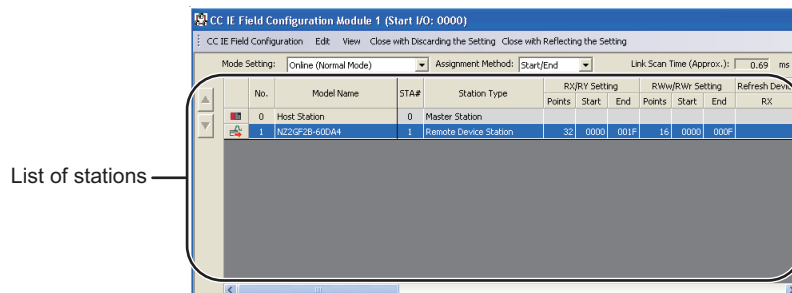 CC IE Field Configuration Module 1 (Start I/O: 0000)
CC IE Field Configuration Edit View Close with Discarding the Setting Close with Reflecting the Setting
Mode Setting: Online (Normal Mode) Assignment Method: Start/End Link Scan Time (Approx.): 0.69 ms
No. Model Name STA# Station Type RX/RY Setting RWw/RWr Setting Refresh Devic
Points Start End Points Start End RX
0 Host Station 0 Master Station
1 NZ2GF2B-60DA4 1 Remote Device Station 32 0000 001F 16 0000 000F
List of stations